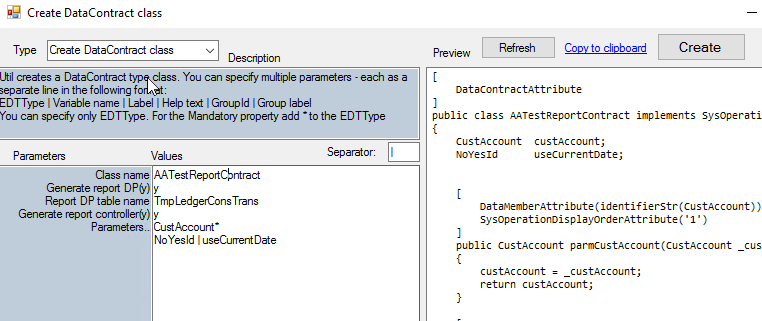 Create DataContract class
Type
Create DataContract class
Description
Preview
Refresh
Copy to clipboard
Create
Util creates a DataContract type class. You can specify multiple parameters - each as a
separate line in the following format:
EDTType | Variable name | Label | Help text | GroupId | Group label
You can specify only EDTType. For the Mandatory property add * to the EDTType
Parameters
Values
Separator:
|
Class name
AATestReportContract
Generate report DP(y)
y
Report DP table name
TmpLedgerConsTrans
Generate report controller(y)
y
Parameters..
CustAccount*
NoYesId | useCurrentDate
[
DataContractAttribute
]
public class AATestReportContract implements SysOperati
{
CustAccount custAccount;
NoYesId useCurrentDate;
[
DataMemberAttribute(identifierStr(CustAccount))
SysOperationDisplayOrderAttribute('1')
]
public CustAccount parmCustAccount(CustAccount _cus
{
custAccount = _custAccount;
return custAccount;
}
[